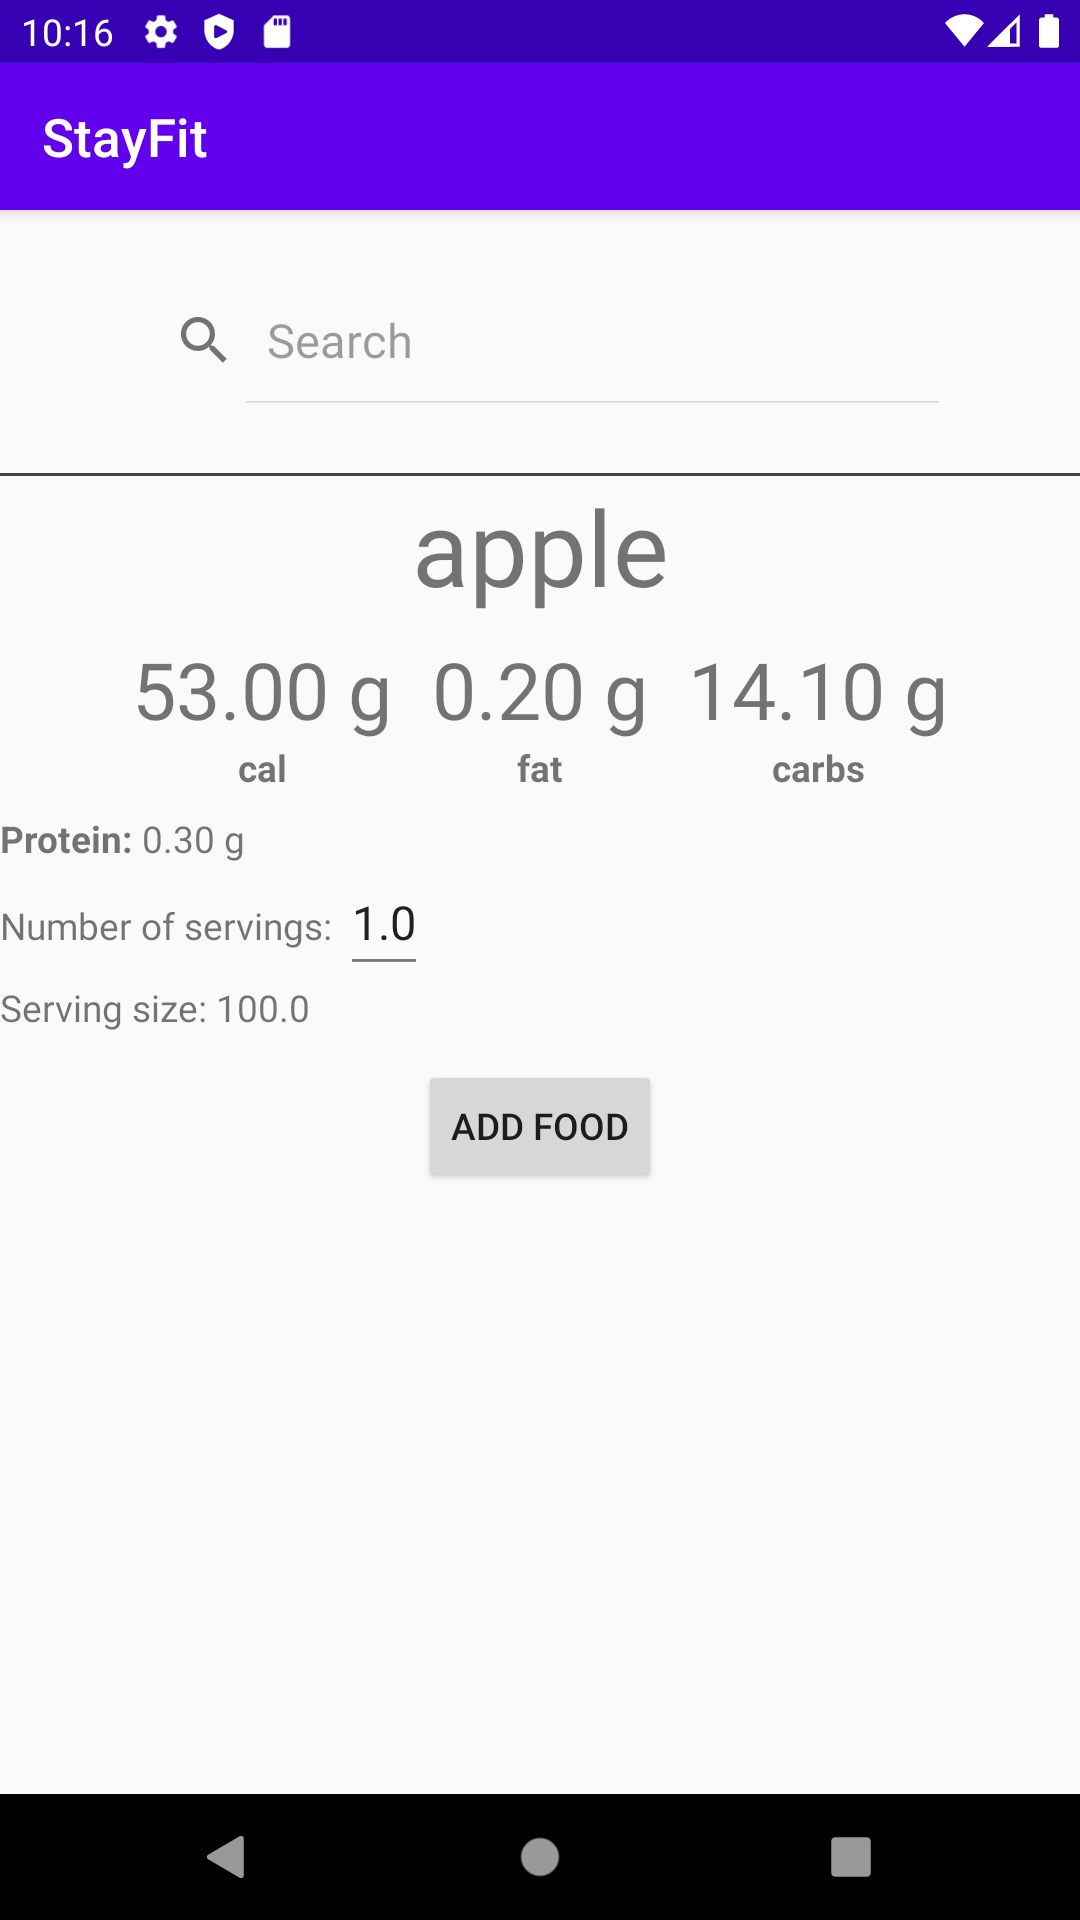 10:16
StayFit
Search
apple
53.00 g 0.20 g 14.10 g
cal fat carbs
Protein: 0.30 g
Number of servings: 1.0
Serving size: 100.0
ADD FOOD